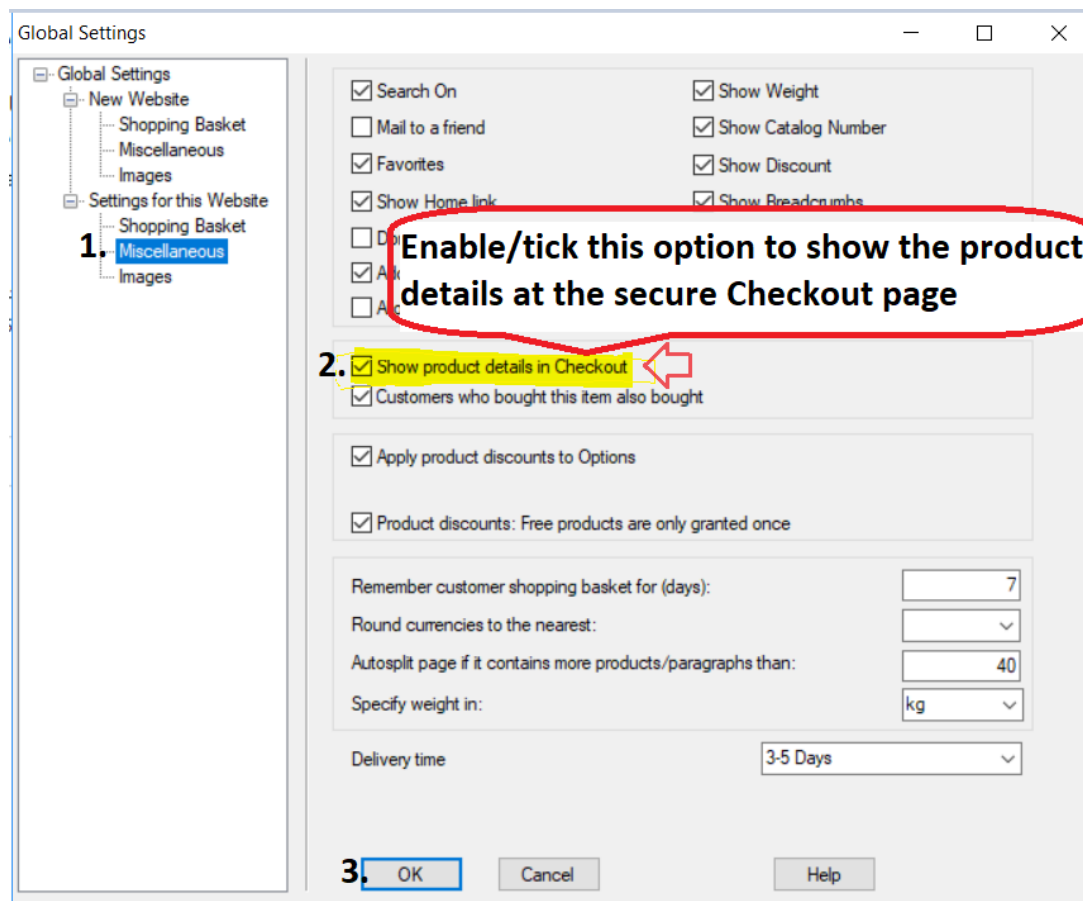 Global Settings
Global Settings
New Website
Shopping Basket
Miscellaneous
Images
Settings for this Website
Shopping Basket
1. Miscellaneous
Images
Search On
Show Weight
Mail to a friend
Show Catalog Number
Favorites
Show Discount
Show Home link
Show Breadcrumbs
Enable/tick this option to show the product
details at the secure Checkout page
2. Show product details in Checkout
Customers who bought this item also bought
Apply product discounts to Options
Product discounts: Free products are only granted once
Remember customer shopping basket for (days): 7
Round currencies to the nearest:
Autosplit page if it contains more products/paragraphs than: 40
Specify weight in: kg
Delivery time 3-5 Days
3. OK Cancel Help